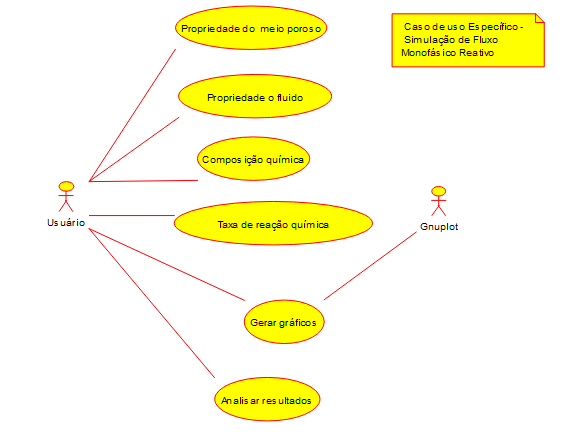 Propriedade do meio poroso
Caso de uso Específico -
Simulação de Fluxo
Monofásico Reativo
Propriedade o fluido
Composição química
Usuário
Taxa de reação química
Gnuplot
Gerar gráficos
Analisar resultados